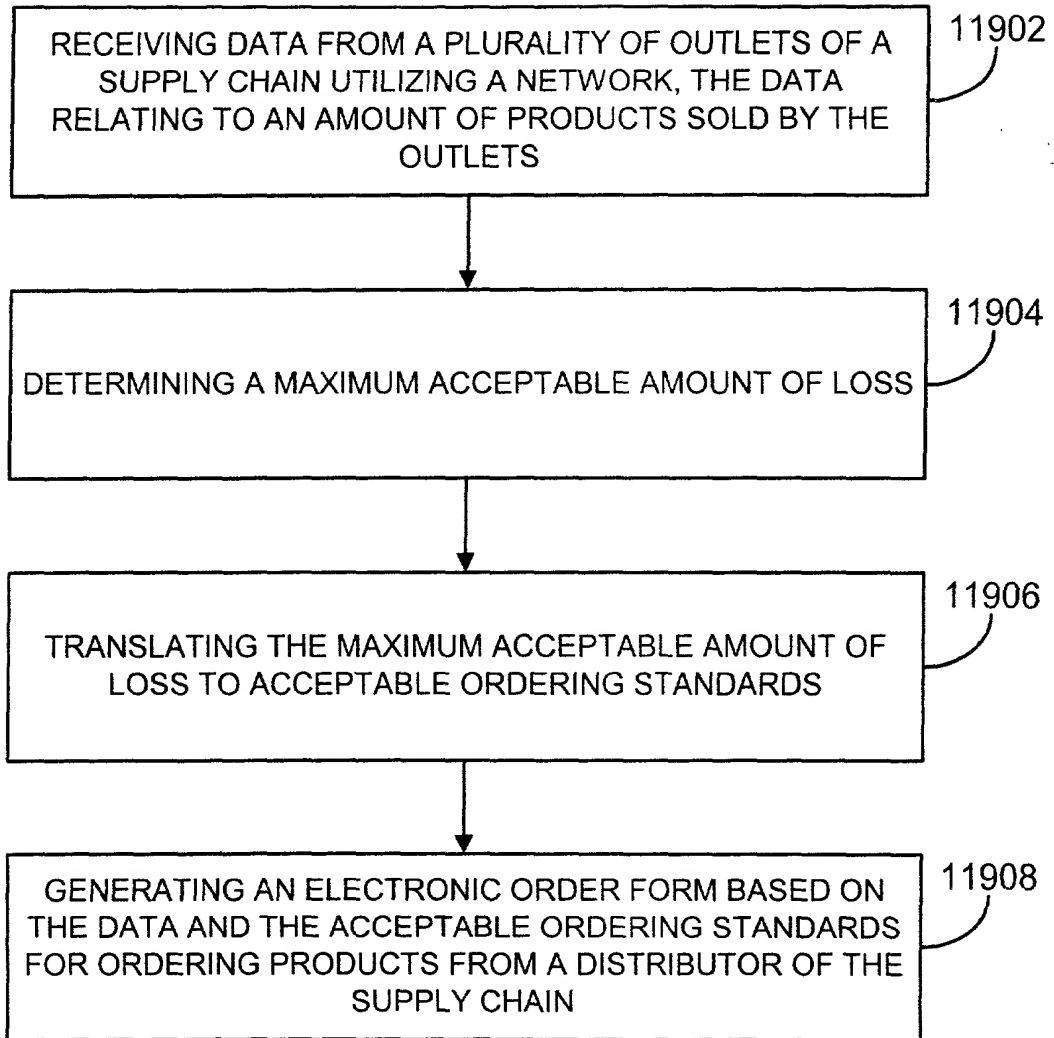 RECEIVING DATA FROM A PLURALITY OF OUTLETS OF A
SUPPLY CHAIN UTILIZING A NETWORK, THE DATA
RELATING TO AN AMOUNT OF PRODUCTS SOLD BY THE
OUTLETS
11902
DETERMINING A MAXIMUM ACCEPTABLE AMOUNT OF LOSS
11904
TRANSLATING THE MAXIMUM ACCEPTABLE AMOUNT OF
LOSS TO ACCEPTABLE ORDERING STANDARDS
11906
GENERATING AN ELECTRONIC ORDER FORM BASED ON
THE DATA AND THE ACCEPTABLE ORDERING STANDARDS
FOR ORDERING PRODUCTS FROM A DISTRIBUTOR OF THE
SUPPLY CHAIN
11908